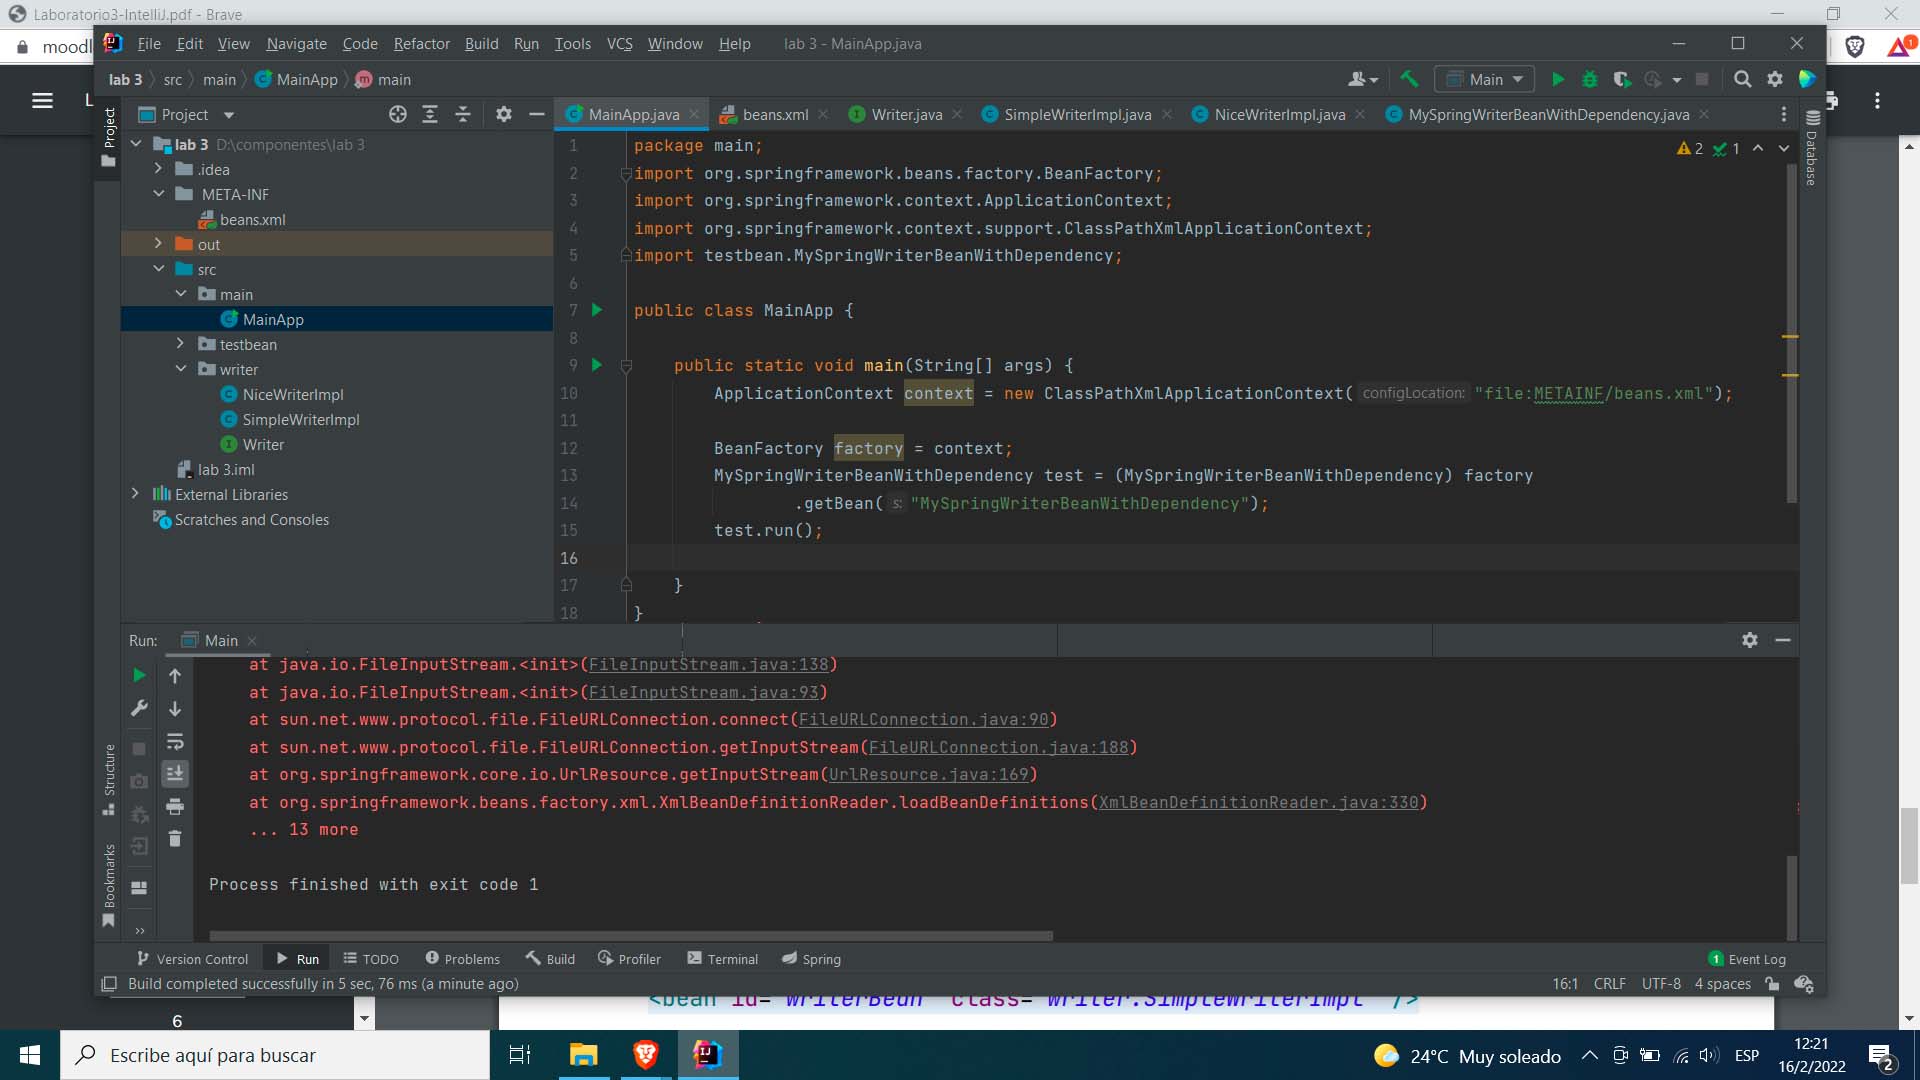 Laboratorio3-IntelliJ.pdf - Brave
moodl
File Edit View Navigate Code Refactor Build Run Tools VCS Window Help lab 3 - MainApp.java
lab 3 src main MainApp main
Main
Project
MainApp.java beans.xml Writer.java SimpleWriterImpl.java NiceWriterImpl.java MySpringWriterBeanWithDependency.java
Project
Database
lab 3 D:\componentes\lab 3
.idea
META-INF
beans.xml
out
src
main
MainApp
testbean
writer
NiceWriterImpl
SimpleWriterImpl
Writer
lab 3.iml
External Libraries
Scratches and Consoles
2 1
1 package main;
2 import org.springframework.beans.factory.BeanFactory;
3 import org.springframework.context.ApplicationContext;
4 import org.springframework.context.support.ClassPathXmlApplicationContext;
5 import testbean.MySpringWriterBeanWithDependency;
6
7 public class MainApp {
8
9 public static void main(String[] args) {
10 ApplicationContext context = new ClassPathXmlApplicationContext( configLocation: "file:METAINF/beans.xml");
11
12 BeanFactory factory = context;
13 MySpringWriterBeanWithDependency test = (MySpringWriterBeanWithDependency) factory
14 .getBean( s: "MySpringWriterBeanWithDependency");
15 test.run();
16
17 }
18 }
Run: Main
at java.io.FileInputStream.<init>(FileInputStream.java:138)
at java.io.FileInputStream.<init>(FileInputStream.java:93)
at sun.net.www.protocol.file.FileURLConnection.connect(FileURLConnection.java:90)
at sun.net.www.protocol.file.FileURLConnection.getInputStream(FileURLConnection.java:188)
at org.springframework.core.io.UrlResource.getInputStream(UrlResource.java:169)
at org.springframework.beans.factory.xml.XmlBeanDefinitionReader.loadBeanDefinitions(XmlBeanDefinitionReader.java:330)
... 13 more
Process finished with exit code 1
Structure
Bookmarks
Version Control Run TODO Problems Build Profiler Terminal Spring
1 Event Log
Build completed successfully in 5 sec, 76 ms (a minute ago)
16:1 CRLF UTF-8 4 spaces
<bean id="writerBean" class="writer.SimpleWriterImpl" />
6
Escribe aquí para buscar
24°C Muy soleado
ESP
12:21
16/2/2022
2